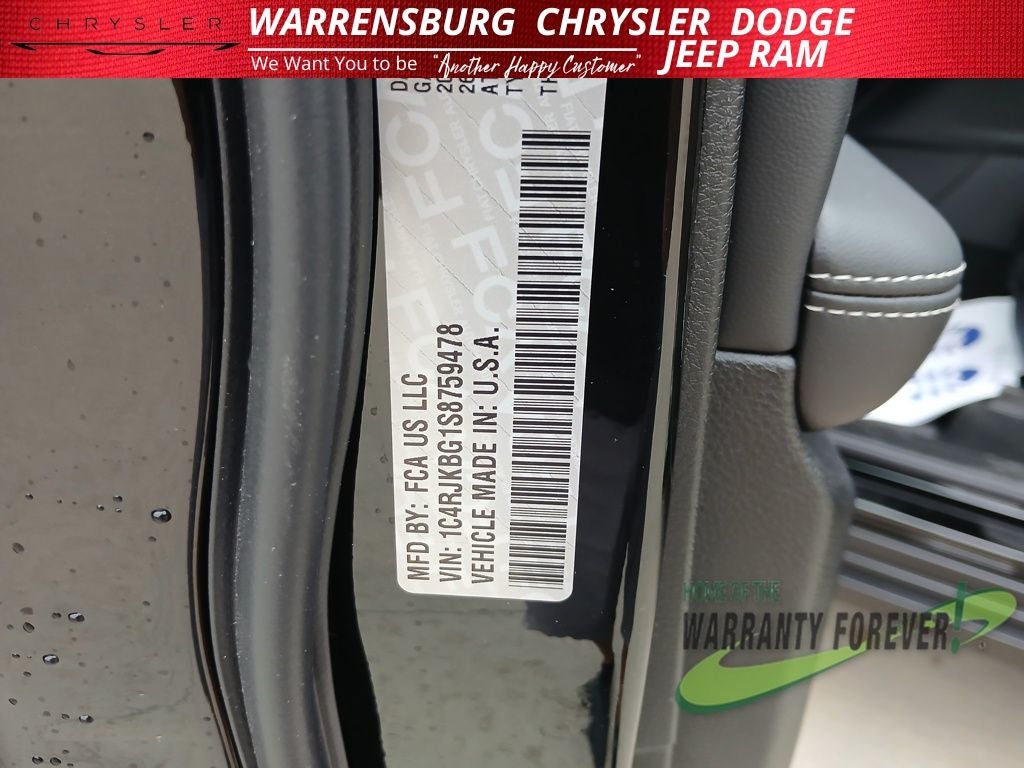 CHRYSLER
WARRENSBURG CHRYSLER DODGE
JEEP RAM
We Want You to be "Another Happy Customer"
MFD BY: FCA US LLC
VIN: 1C4RJKBG1S8759478
VEHICLE MADE IN: U.S.A.
HOME OF THE
WARRANTY FOREVER!